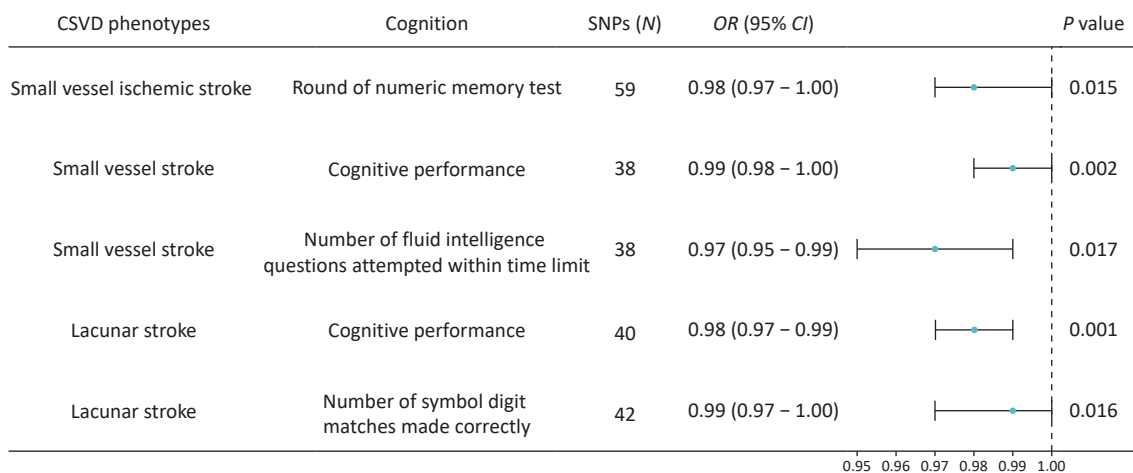 CSVD phenotypes Cognition SNPs (N) OR (95% CI) P value
Small vessel ischemic stroke Round of numeric memory test 59 0.98 (0.97 – 1.00) 0.015
Small vessel stroke Cognitive performance 38 0.99 (0.98 – 1.00) 0.002
Small vessel stroke Number of fluid intelligence questions attempted within time limit 38 0.97 (0.95 – 0.99) 0.017
Lacunar stroke Cognitive performance 40 0.98 (0.97 – 0.99) 0.001
Lacunar stroke Number of symbol digit matches made correctly 42 0.99 (0.97 – 1.00) 0.016
0.95 0.96 0.97 0.98 0.99 1.00